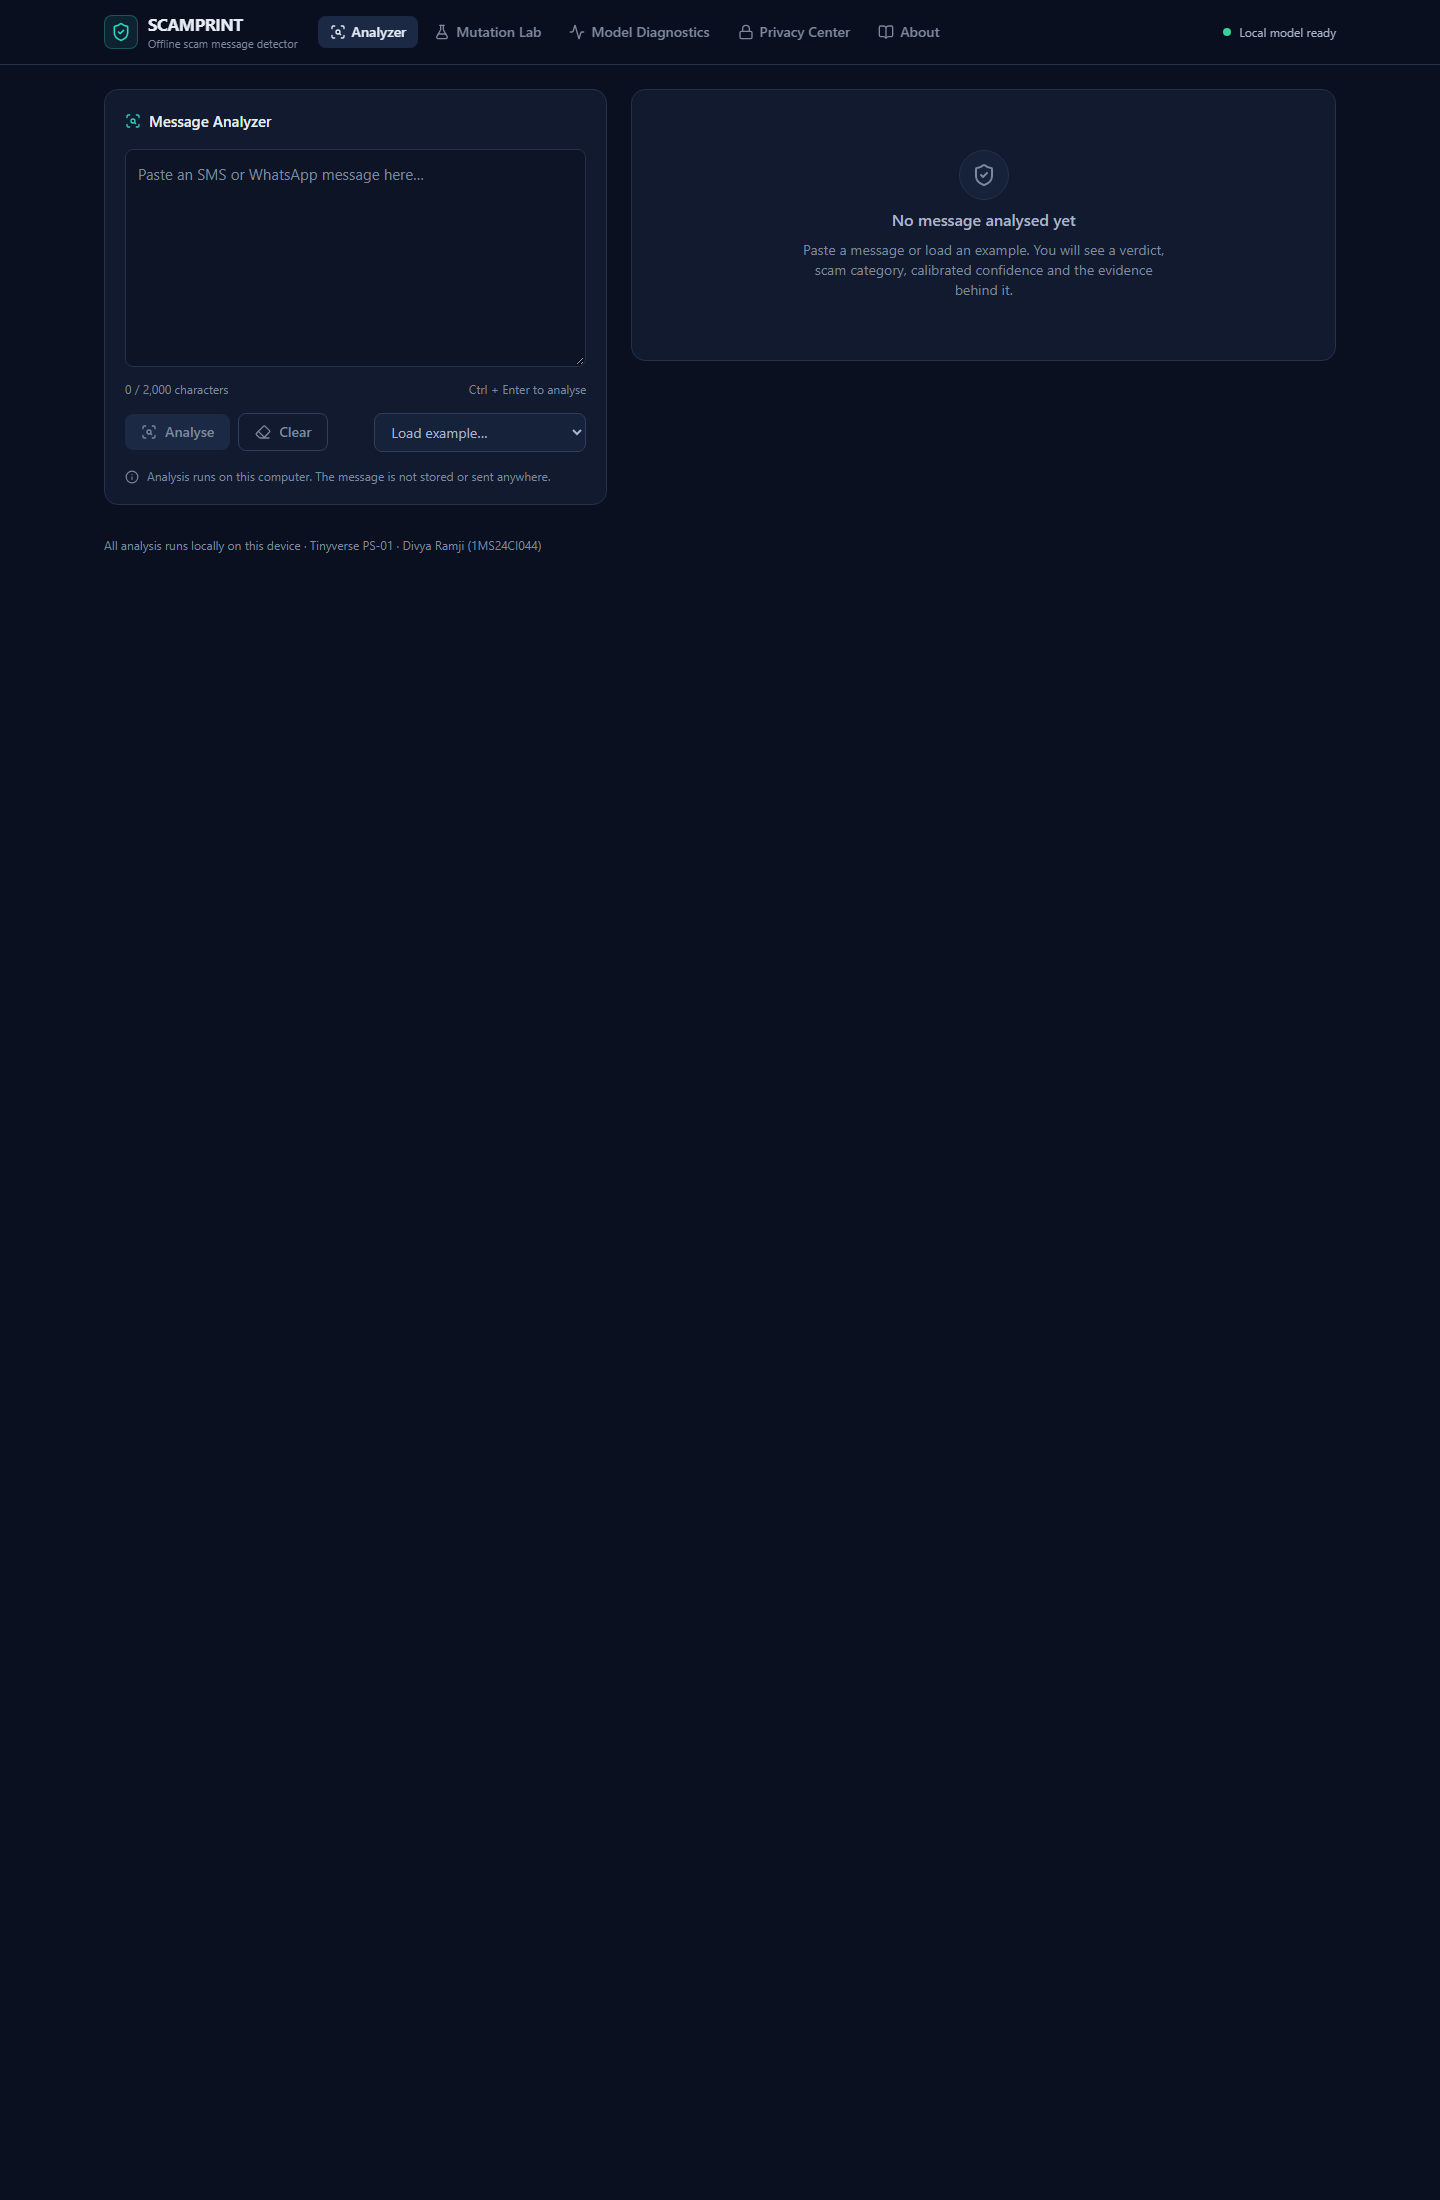 SCAMPRINT
Offline scam message detector
Analyzer
Mutation Lab
Model Diagnostics
Privacy Center
About
Local model ready
Message Analyzer
Paste an SMS or WhatsApp message here...
0 / 2,000 characters
Ctrl + Enter to analyse
Analyse
Clear
Load example...
Analysis runs on this computer. The message is not stored or sent anywhere.
No message analysed yet
Paste a message or load an example. You will see a verdict,
scam category, calibrated confidence and the evidence
behind it.
All analysis runs locally on this device · Tinyverse PS-01 · Divya Ramji (1MS24CI044)